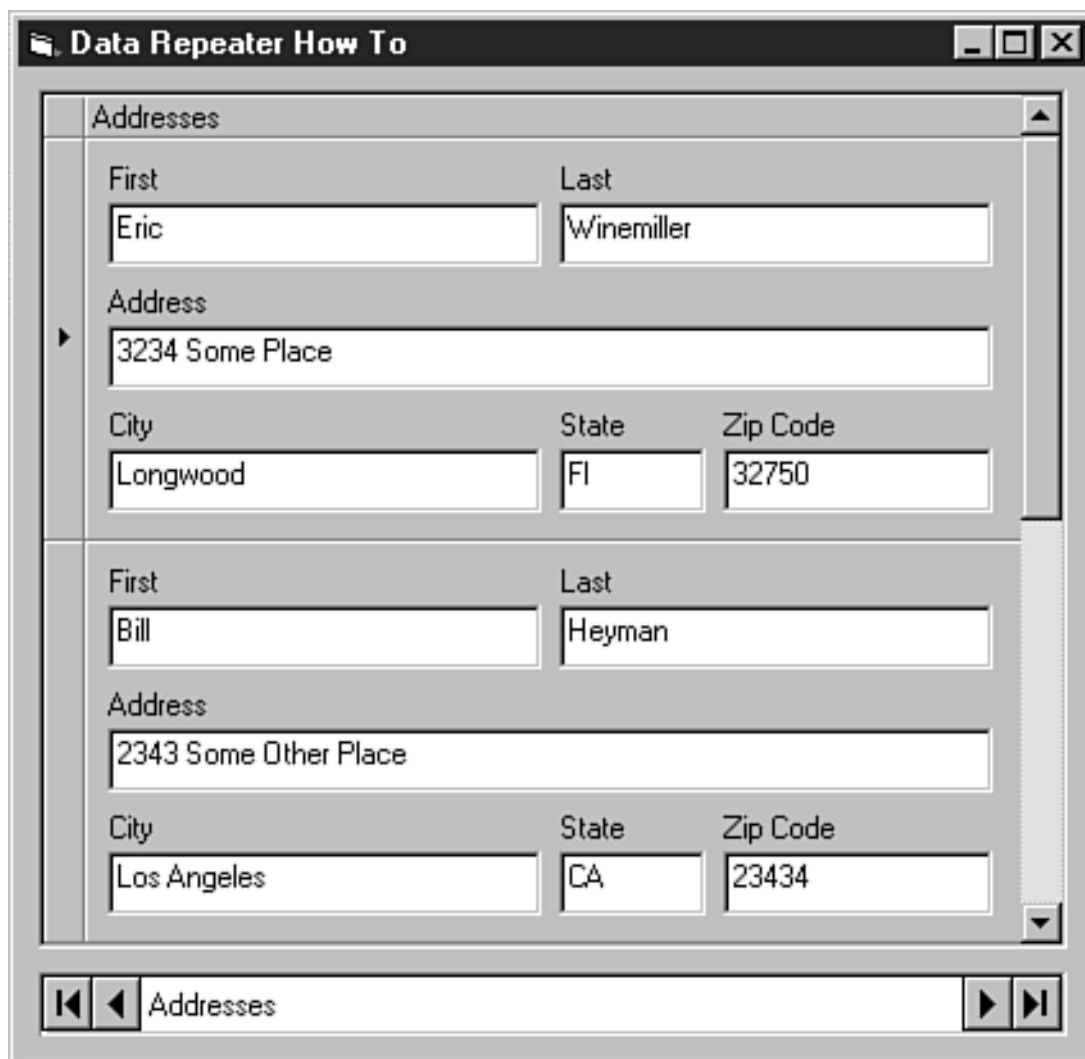 Data Repeater How To
Addresses
First Last
Eric Winemiller
Address
3234 Some Place
City State Zip Code
Longwood Fl 32750
First Last
Bill Heyman
Address
2343 Some Other Place
City State Zip Code
Los Angeles CA 23434
Addresses